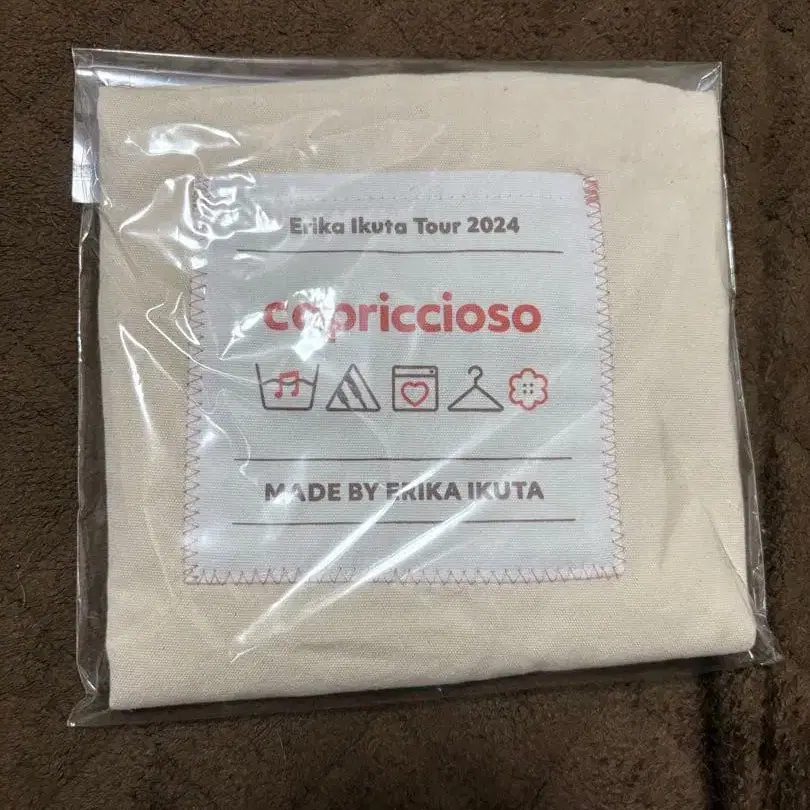 Erika Ikuta Tour 2024
capriccioso
MADE BY ERIKA IKUTA